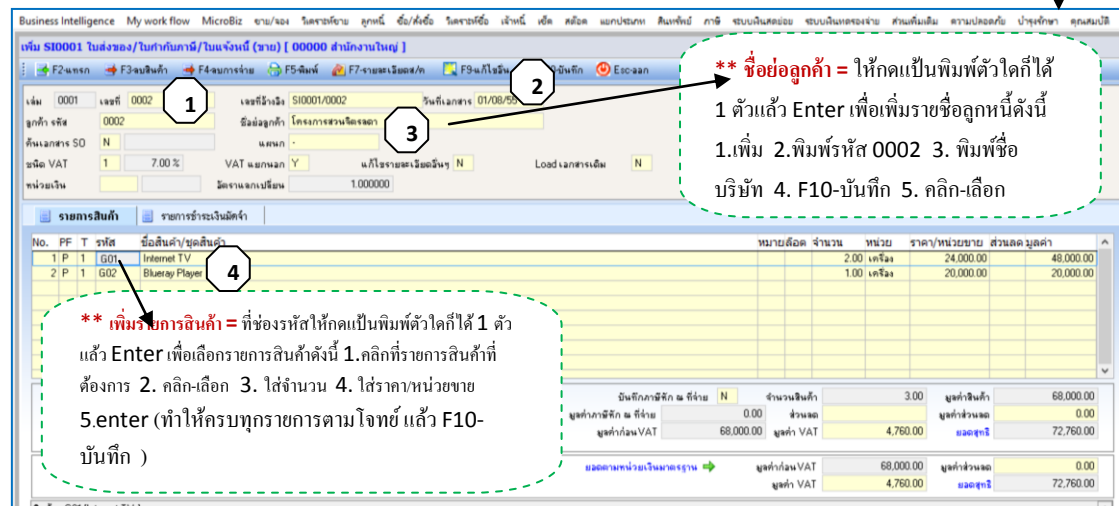 Business Intelligence My work flow MicroBiz ขาย/จอง วิเคราะห์ขาย ลูกหนี้ ซื้อ/สั่งซื้อ วิเคราะห์ซื้อ เจ้าหนี้ เช็ค สต๊อค แยกประเภท สินทรัพย์ ภาษี ระบบเงินสดย่อย ระบบเงินทดรองจ่าย ส่วนเพิ่มเติม ความปลอดภัย บำรุงรักษา คุณสมบัติ
เพิ่ม SI0001 ใบส่งของ/ใบกำกับภาษี/ใบแจ้งหนี้ (ขาย) [ 00000 สำนักงานใหญ่ ]
F2-แทรก F3-ลบสินค้า F4-ลบการจ่าย F5-พิมพ์ F7-รายละเอียดส/ค F9-แก้ไขอื่น -บันทึก Esc-ออก
เล่ม 0001 เลขที่ 0002 1 เลขที่อ้างอิง SI0001/0002 วันที่เอกสาร 01/08/55 2
ลูกค้า รหัส 0002 ชื่อย่อลูกค้า โครงการสวนจิตรลดา 3
ค้นเอกสาร SO N แผนก -
ชนิด VAT 1 7.00 % VAT แยกนอก Y แก้ไขรายละเอียดอื่นๆ N Load เอกสารเดิม N
หน่วยเงิน อัตราแลกเปลี่ยน 1.000000
** ชื่อย่อลูกค้า = ให้กดแป้นพิมพ์ตัวใดก็ได้
1 ตัวแล้ว Enter เพื่อเพิ่มรายชื่อลูกหนี้ดังนี้
1.เพิ่ม 2.พิมพ์รหัส 0002 3. พิมพ์ชื่อ
บริษัท 4. F10-บันทึก 5. คลิก-เลือก
รายการสินค้า รายการชำระเงินมัดจำ
No. PF T รหัส ชื่อสินค้า/ชุดสินค้า หมายล๊อต จำนวน หน่วย ราคา/หน่วยขาย ส่วนลด มูลค่า
1 P 1 G01 Internet TV 2.00 เครื่อง 24,000.00 48,000.00
2 P 1 G02 Blueray Player 4 1.00 เครื่อง 20,000.00 20,000.00
** เพิ่มรายการสินค้า = ที่ช่องรหัสให้กดแป้นพิมพ์ตัวใดก็ได้ 1 ตัว
แล้ว Enter เพื่อเลือกรายการสินค้าดังนี้ 1.คลิกที่รายการสินค้าที่
ต้องการ 2. คลิก-เลือก 3. ใส่จำนวน 4. ใส่ราคา/หน่วยขาย
5.enter (ทำให้ครบทุกรายการตามโจทย์ แล้ว F10-
บันทึก )
บันทึกภาษีหัก ณ ที่จ่าย N จำนวนสินค้า 3.00 มูลค่าสินค้า 68,000.00
มูลค่าภาษีหัก ณ ที่จ่าย 0.00 ส่วนลด มูลค่าส่วนลด 0.00
มูลค่าก่อนVAT 68,000.00 มูลค่า VAT 4,760.00 ยอดสุทธิ 72,760.00
ยอดตามหน่วยเงินมาตรฐาน มูลค่าก่อนVAT 68,000.00 มูลค่าส่วนลด 0.00
มูลค่า VAT 4,760.00 ยอดสุทธิ 72,760.00